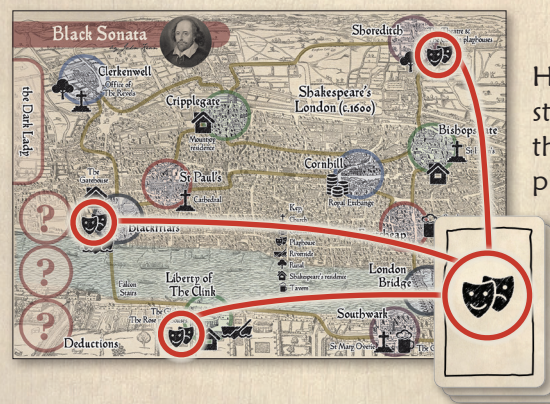 Black Sonata
Shoreditch
playhouses
Clerkenwell
Office of
The Revels
Shakespeare's
London (c.1600)
the Dark Lady
Cripplegate
Mountjoy
residence
Bishopsgate
Cornhill
Royal Exchange
St Paul's
Cathedral
The
Gatehouse
Blackfriars
Key
Church
Playhouse
Riverside
Rural
Shakespeare's residence
Tavern
Falcon
Stairs
Liberty of
The Clink
The Rose
London
Bridge
Southwark
St Mary Overie
Deductions
?
?
?
H
st
th
p